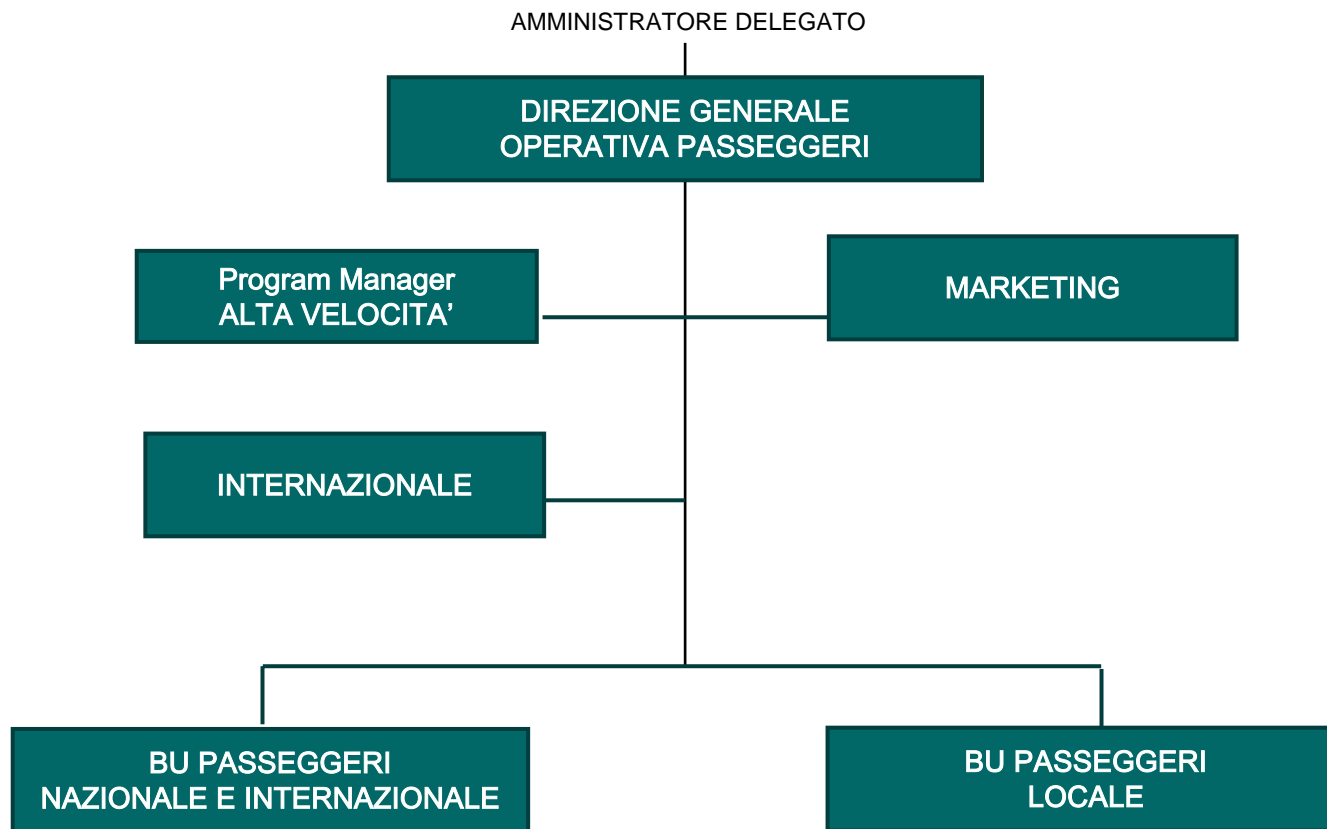 AMMINISTRATORE DELEGATO
DIREZIONE GENERALE
OPERATIVA PASSEGGERI
Program Manager
ALTA VELOCITA’
MARKETING
INTERNAZIONALE
BU PASSEGGERI
NAZIONALE E INTERNAZIONALE
BU PASSEGGERI
LOCALE